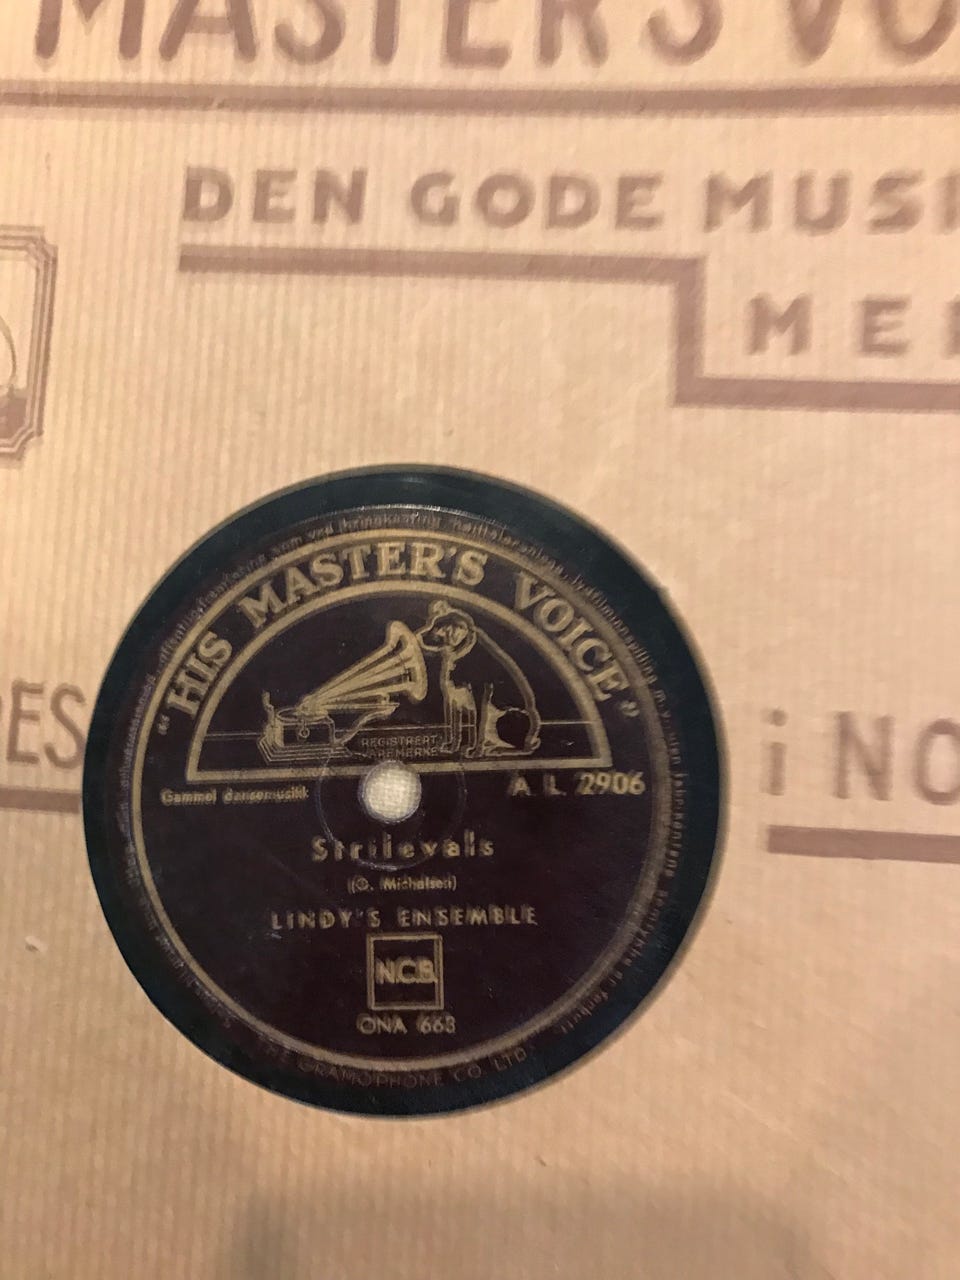 MASTER'S VO
DEN GODE MUSI
ME
RES
i NO
"HIS MASTER'S VOICE"
REGISTRERT
VAREMERKE
Gammel dansemusikk
A. L. 2906
Strilevals
(G. Michelsen)
LINDY'S ENSEMBLE
N.C.B.
ONA 663
THE GRAMOPHONE CO. LTD.